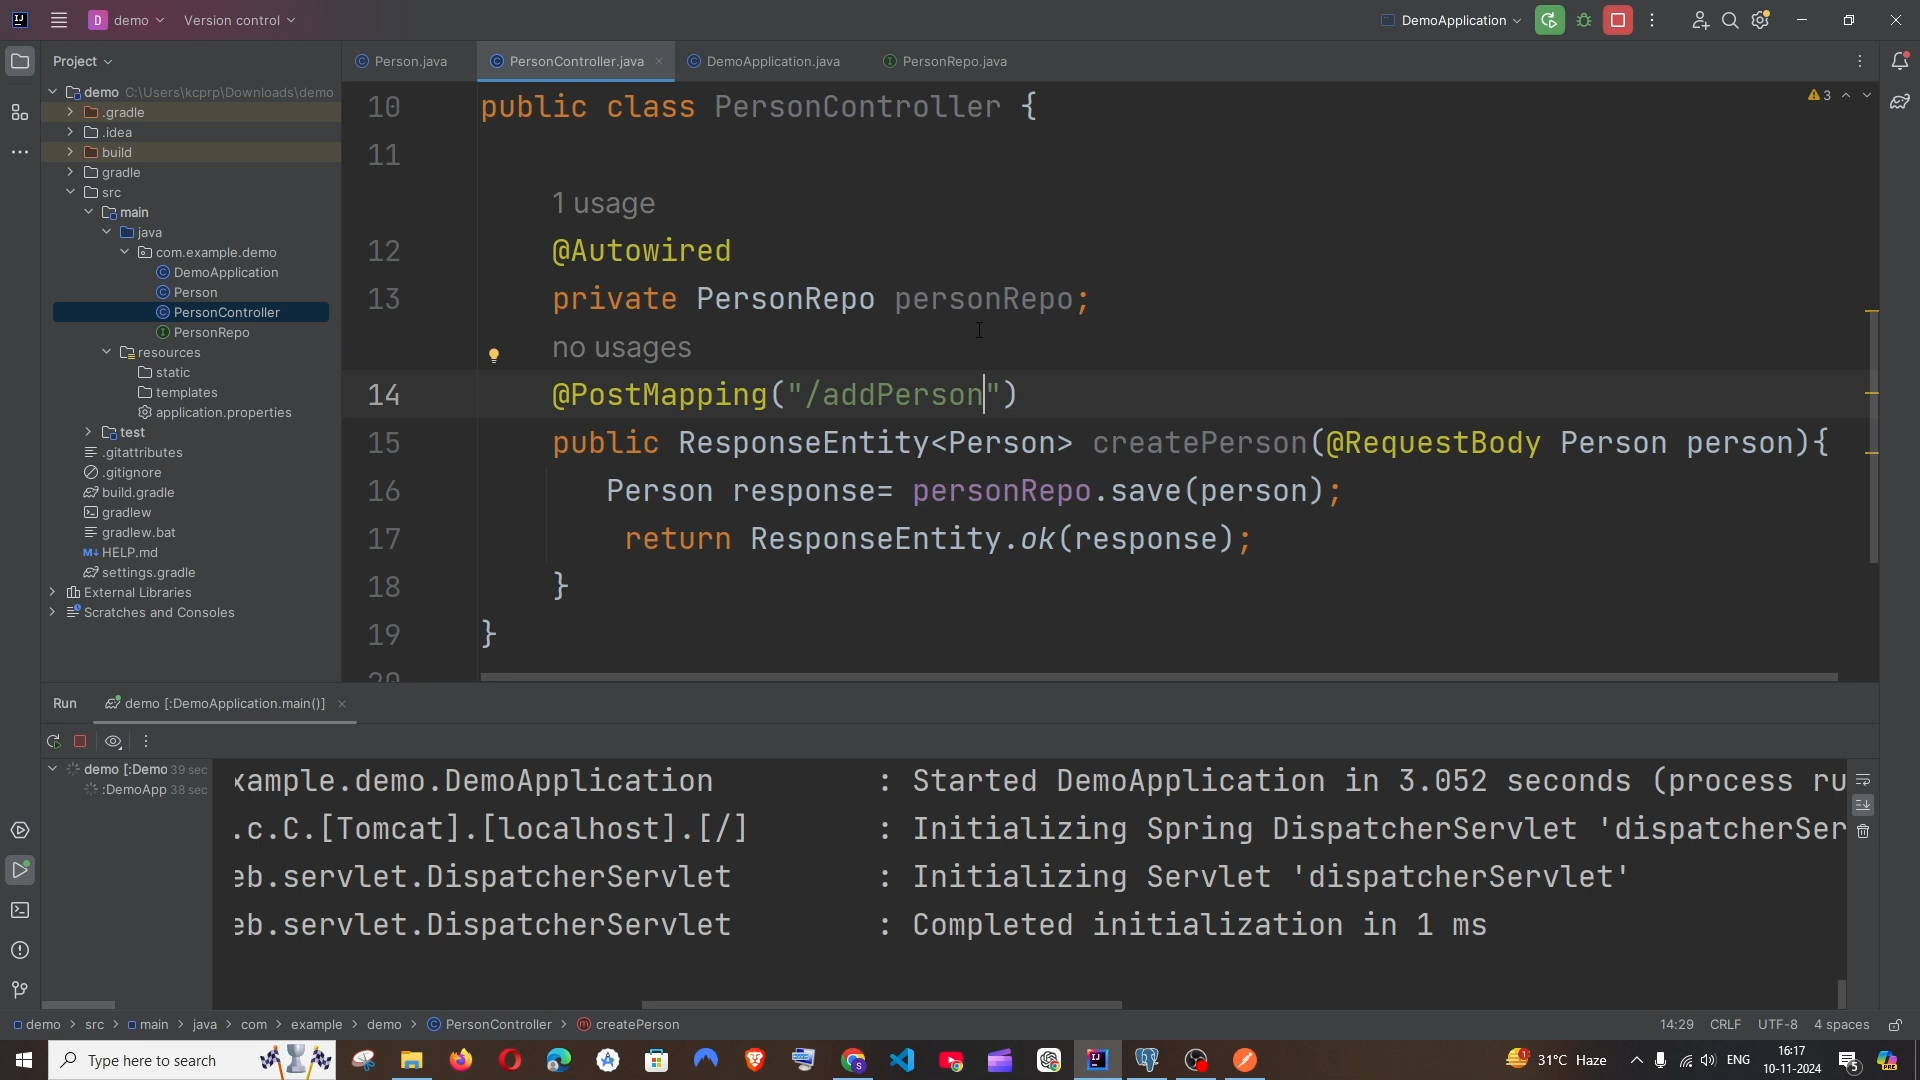 D demo Version control DemoApplication
Project
Person.java PersonController.java DemoApplication.java PersonRepo.java
demo C:\Users\kcprp\Downloads\demo
.gradle
.idea
build
gradle
src
main
java
com.example.demo
DemoApplication
Person
PersonController
PersonRepo
resources
static
templates
application.properties
test
.gitattributes
.gitignore
build.gradle
gradlew
gradlew.bat
HELP.md
settings.gradle
External Libraries
Scratches and Consoles
3
10 public class PersonController {
11
1 usage
12 @Autowired
13 private PersonRepo personRepo;
no usages
14 @PostMapping("/addPerson")
15 public ResponseEntity<Person> createPerson(@RequestBody Person person){
16 Person response= personRepo.save(person);
17 return ResponseEntity.ok(response);
18 }
19 }
20
Run demo [:DemoApplication.main()]
demo [:Demo 39 sec
:DemoApp 38 sec
xample.demo.DemoApplication : Started DemoApplication in 3.052 seconds (process ru
.c.C.[Tomcat].[localhost].[/] : Initializing Spring DispatcherServlet 'dispatcherSer
eb.servlet.DispatcherServlet : Initializing Servlet 'dispatcherServlet'
eb.servlet.DispatcherServlet : Completed initialization in 1 ms
demo > src > main > java > com > example > demo > PersonController > createPerson 14:29 CRLF UTF-8 4 spaces
Type here to search 31°C Haze ENG 16:17
10-11-2024 5